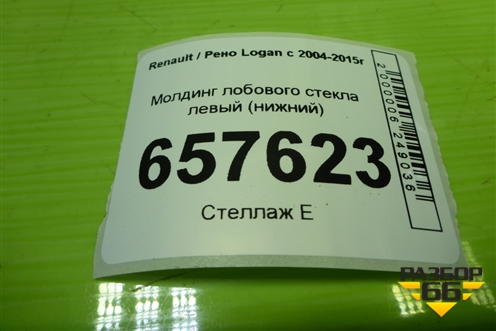 Renault / Рено Logan с 2004-2015г
Молдинг лобового стекла
левый (нижний)
657623
Стеллаж Е
2000006249036
РАЗБОР
66